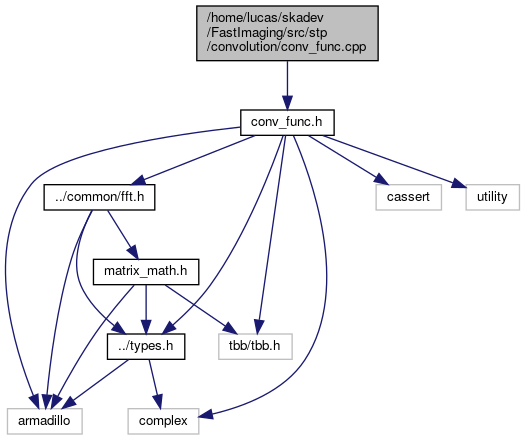 /home/lucas/skadev
/FastImaging/src/stp
/convolution/conv_func.cpp
conv_func.h
../common/fft.h
cassert
utility
matrix_math.h
../types.h
tbb/tbb.h
armadillo
complex